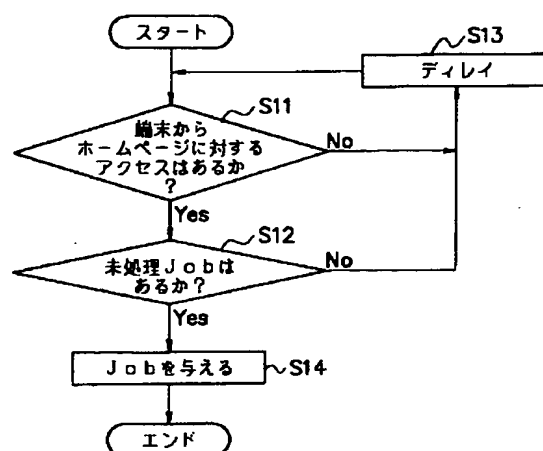 スタート
S13
ディレイ
S11
端末から
ホームページに対する
アクセスはあるか
?
No
Yes
S12
未処理Jobは
あるか?
No
Yes
Jobを与える
S14
エンド